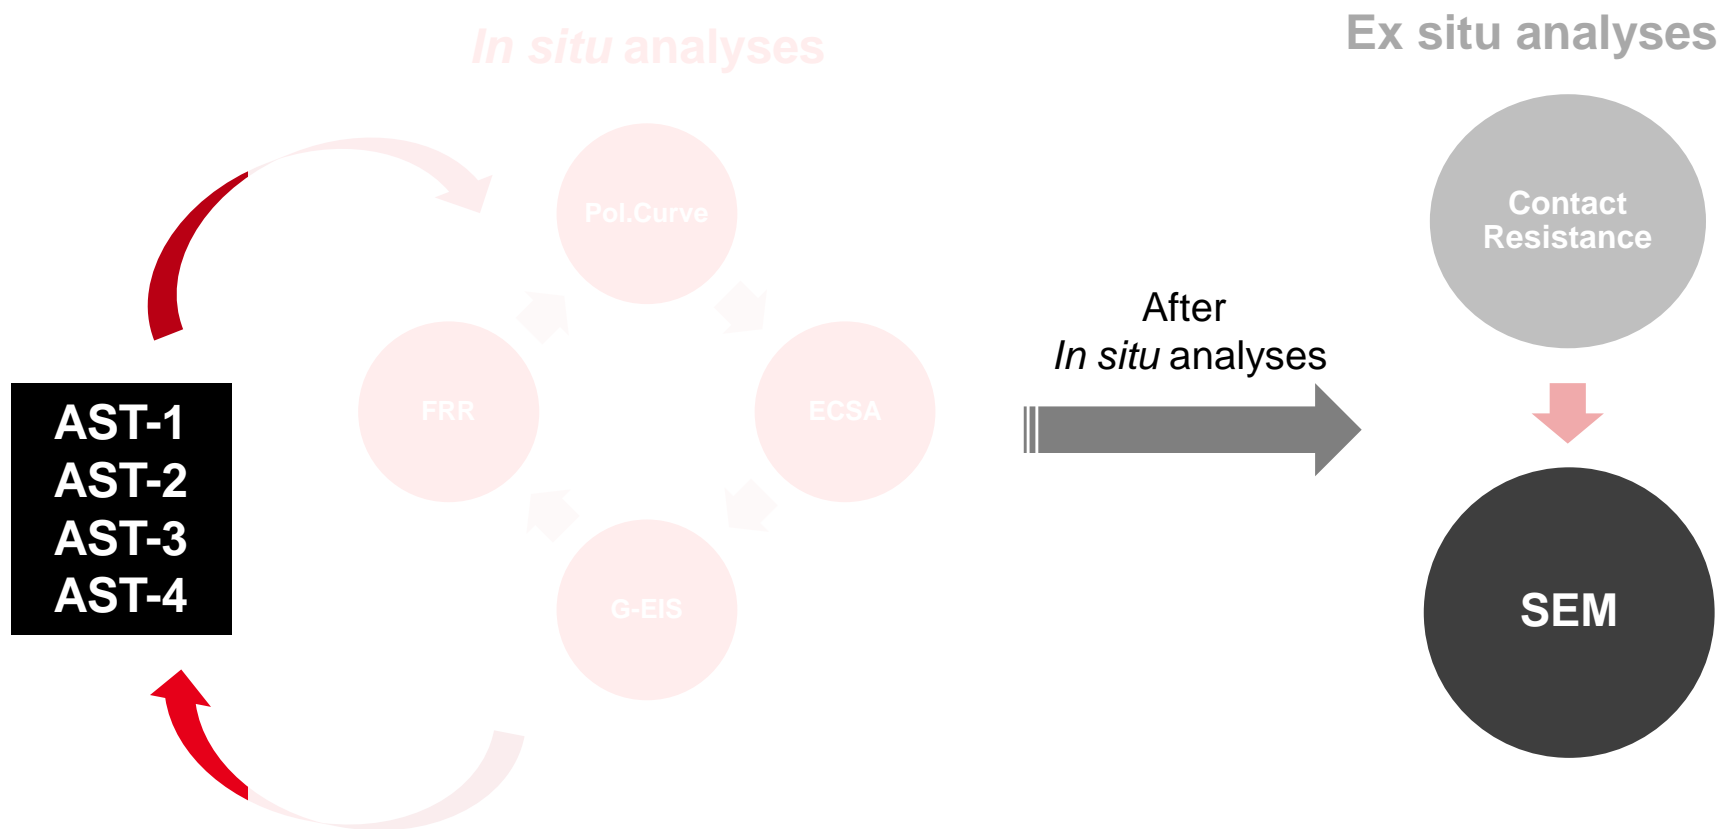 In situ analyses
Ex situ analyses
Pol.Curve
FRR
ECSA
G-EIS
AST-1
AST-2
AST-3
AST-4
After
In situ analyses
Contact
Resistance
SEM